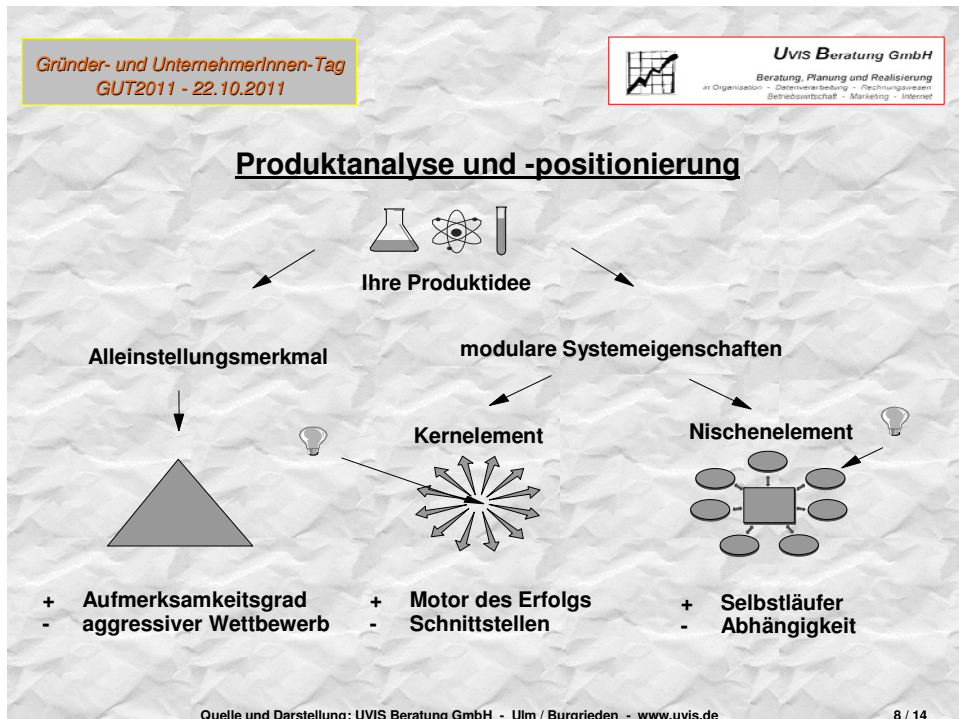 Gründer- und UnternehmerInnen-Tag
GUT2011 - 22.10.2011
UVIS Beratung GmbH
Beratung, Planung und Realisierung
in Organisation - Datenverarbeitung - Rechnungswesen
Betriebswirtschaft - Marketing - Internet
Produktanalyse und -positionierung
Ihre Produktidee
Alleinstellungsmerkmal
modulare Systemeigenschaften
Kernelement
Nischenelement
+ Aufmerksamkeitsgrad
- aggressiver Wettbewerb
+ Motor des Erfolgs
- Schnittstellen
+ Selbstläufer
- Abhängigkeit
Quelle und Darstellung: UVIS Beratung GmbH - Ulm / Burgrieden - www.uvis.de
8 / 14